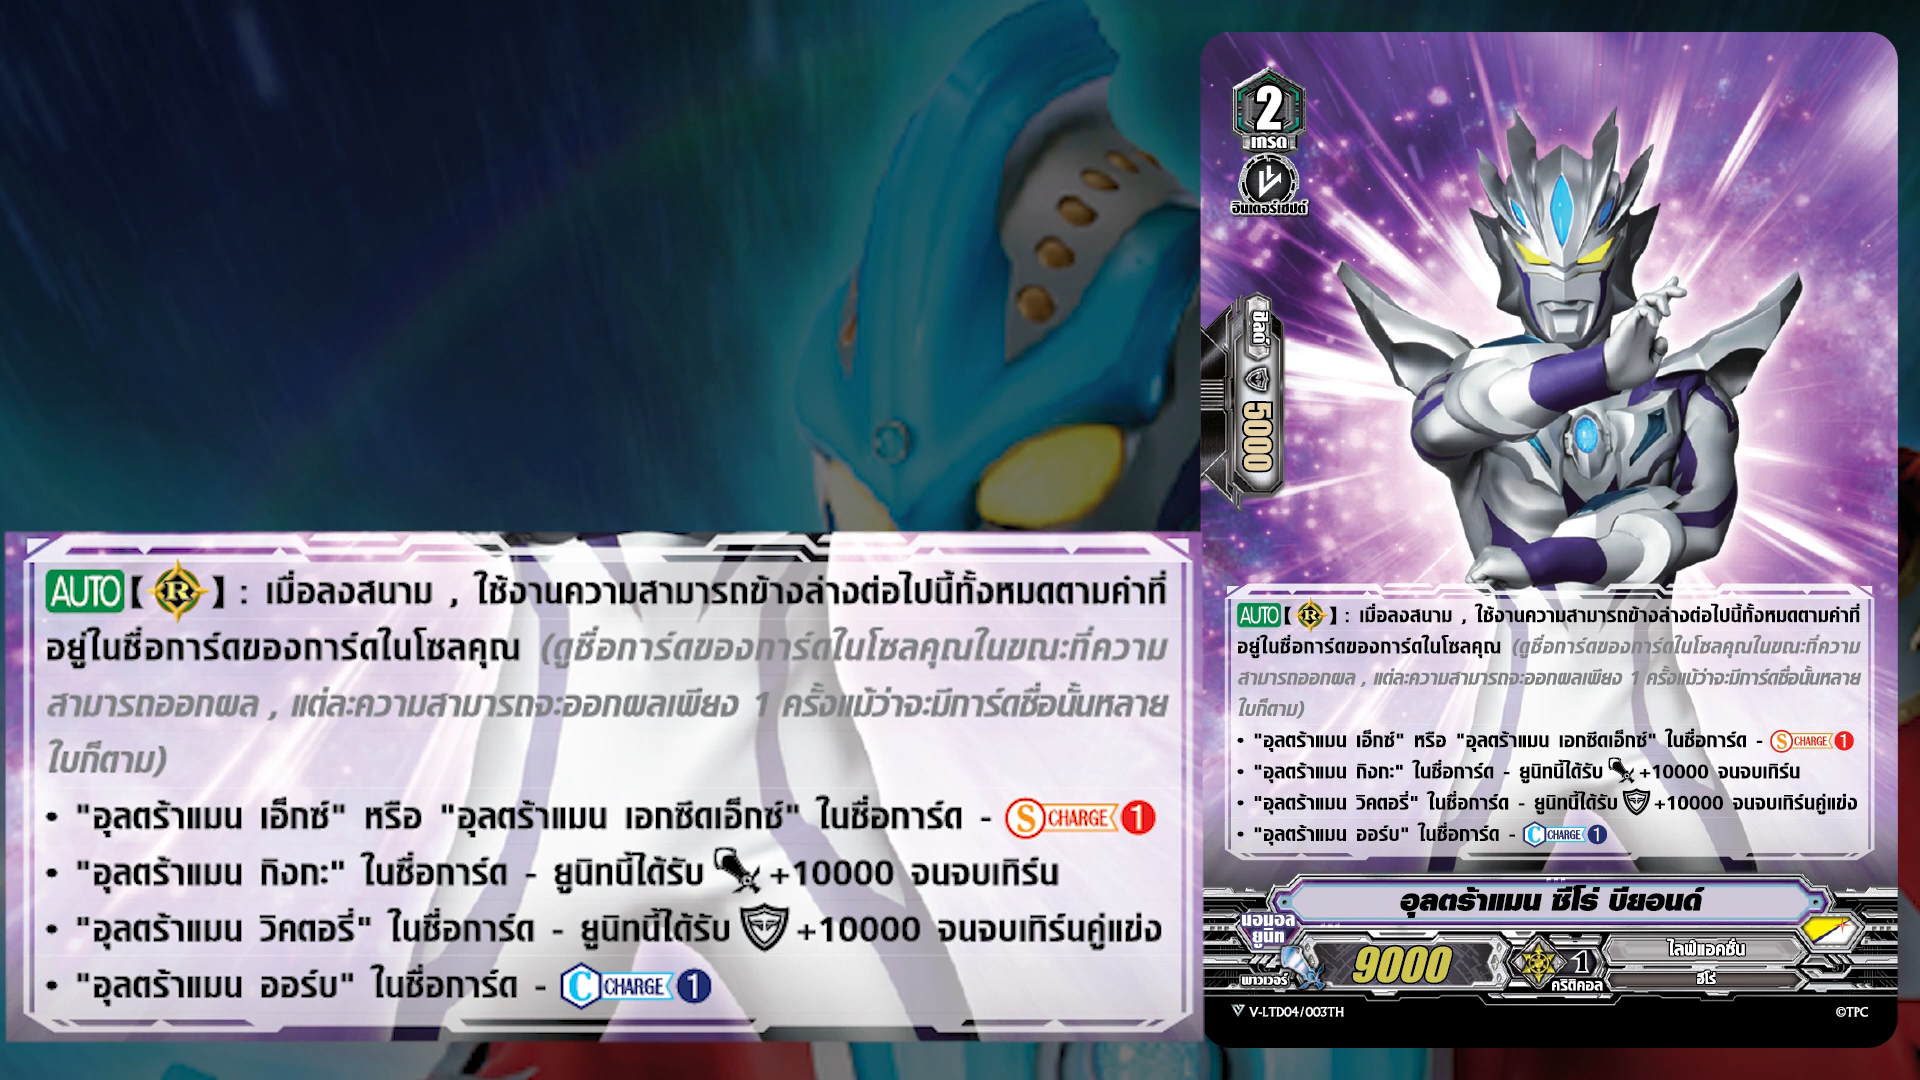 AUTO【R】 : เมื่อลงสนาม , ใช้งานความสามารถข้างล่างต่อไปนี้ทั้งหมดตามคำที่
อยู่ในชื่อการ์ดของการ์ดในโซลคุณ (ดูชื่อการ์ดของการ์ดในโซลคุณในขณะที่ความ
สามารถออกผล , แต่ละความสามารถจะออกผลเพียง 1 ครั้งแม้ว่าจะมีการ์ดชื่อนั้นหลาย
ใบก็ตาม)
• "อุลตร้าแมน เอ็กซ์" หรือ "อุลตร้าแมน เอกซีดเอ็กซ์" ในชื่อการ์ด - S CHARGE 1
• "อุลตร้าแมน กิงกะ" ในชื่อการ์ด - ยูนิทนี้ได้รับ +10000 จนจบเทิร์น
• "อุลตร้าแมน วิคตอรี่" ในชื่อการ์ด - ยูนิทนี้ได้รับ +10000 จนจบเทิร์นคู่แข่ง
• "อุลตร้าแมน ออร์บ" ในชื่อการ์ด - C CHARGE 1
2
เกรด
อินเตอร์เซปต์
ชิลด์
5000
AUTO【R】 : เมื่อลงสนาม , ใช้งานความสามารถข้างล่างต่อไปนี้ทั้งหมดตามคำที่
อยู่ในชื่อการ์ดของการ์ดในโซลคุณ (ดูชื่อการ์ดของการ์ดในโซลคุณในขณะที่ความ
สามารถออกผล , แต่ละความสามารถจะออกผลเพียง 1 ครั้งแม้ว่าจะมีการ์ดชื่อนั้นหลาย
ใบก็ตาม)
• "อุลตร้าแมน เอ็กซ์" หรือ "อุลตร้าแมน เอกซีดเอ็กซ์" ในชื่อการ์ด - S CHARGE 1
• "อุลตร้าแมน กิงกะ" ในชื่อการ์ด - ยูนิทนี้ได้รับ +10000 จนจบเทิร์น
• "อุลตร้าแมน วิคตอรี่" ในชื่อการ์ด - ยูนิทนี้ได้รับ +10000 จนจบเทิร์นคู่แข่ง
• "อุลตร้าแมน ออร์บ" ในชื่อการ์ด - C CHARGE 1
อุลตร้าแมน ซีโร่ บียอนด์
นอมอล
ยูนิท
พาวเวอร์
9000
1
คริติคอล
ไลฟ์แอคชั่น
ฮีโร่
V-LTD04/003TH
©TPC